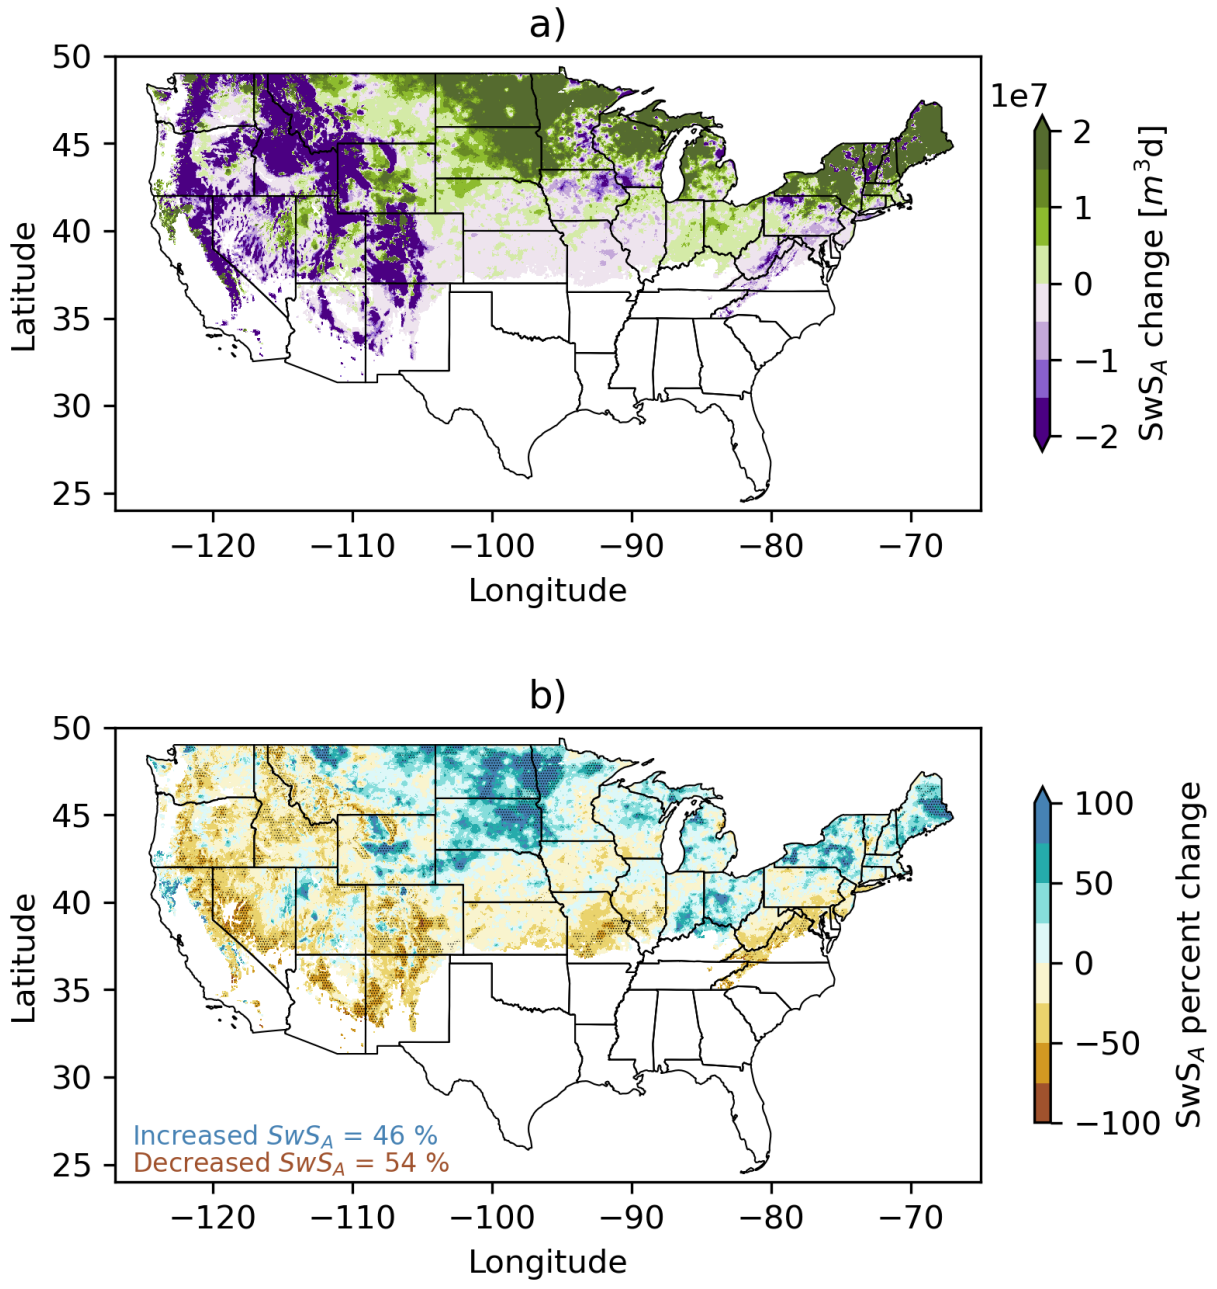 a)
50
45
40
35
30
25
Latitude
−120 −110 −100 −90 −80 −70
Longitude
1e7
2
1
0
−1
−2
SwS_A change [m³d]
b)
50
45
40
35
30
25
Latitude
Increased SwS_A = 46 %
Decreased SwS_A = 54 %
−120 −110 −100 −90 −80 −70
Longitude
100
50
0
−50
−100
SwS_A percent change